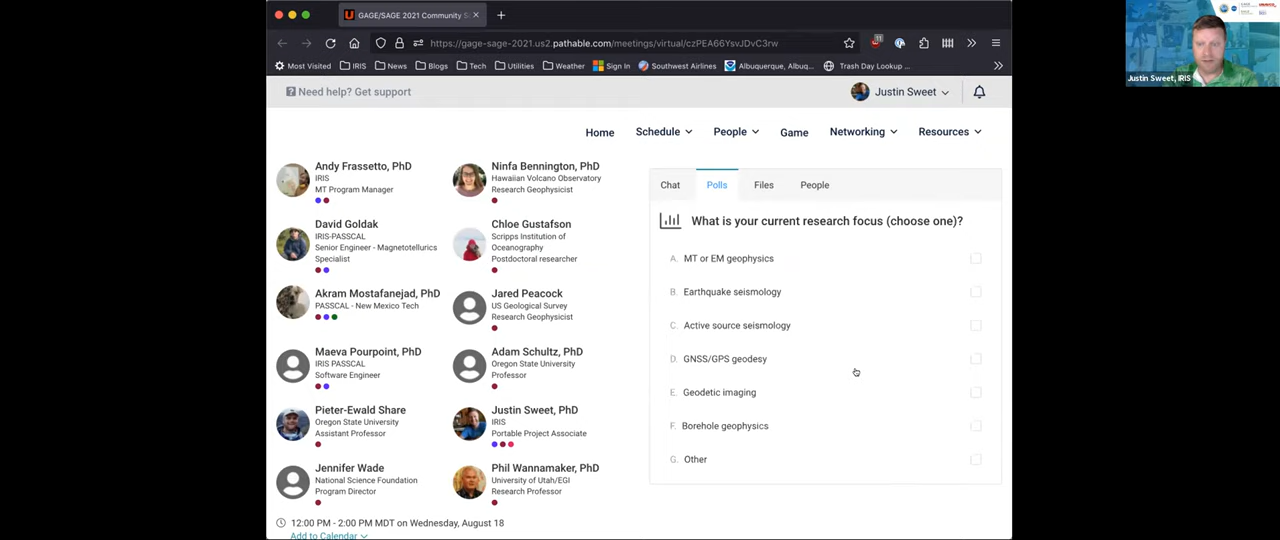 GAGE/SAGE 2021 Community S
https://gage-sage-2021.us2.pathable.com/meetings/virtual/czPEA66YsvJDvC3rw
11
Most Visited
IRIS
News
Blogs
Tech
Utilities
Weather
Sign In
Southwest Airlines
Albuquerque, Albuq...
Trash Day Lookup ...
Need help? Get support
Justin Sweet
Home
Schedule
People
Game
Networking
Resources
Andy Frassetto, PhD
IRIS
MT Program Manager
Ninfa Bennington, PhD
Hawaiian Volcano Observatory
Research Geophysicist
David Goldak
IRIS-PASSCAL
Senior Engineer - Magnetotellurics
Specialist
Chloe Gustafson
Scripps Institution of
Oceanography
Postdoctoral researcher
Akram Mostafanejad, PhD
PASSCAL - New Mexico Tech
Jared Peacock
US Geological Survey
Research Geophysicist
Maeva Pourpoint, PhD
IRIS PASSCAL
Software Engineer
Adam Schultz, PhD
Oregon State University
Professor
Pieter-Ewald Share
Oregon State University
Assistant Professor
Justin Sweet, PhD
IRIS
Portable Project Associate
Jennifer Wade
National Science Foundation
Program Director
Phil Wannamaker, PhD
University of Utah/EGI
Research Professor
12:00 PM - 2:00 PM MDT on Wednesday, August 18
Add to Calendar
Chat
Polls
Files
People
What is your current research focus (choose one)?
A. MT or EM geophysics
B. Earthquake seismology
C. Active source seismology
D. GNSS/GPS geodesy
E. Geodetic imaging
F. Borehole geophysics
G. Other
Justin Sweet, IRIS